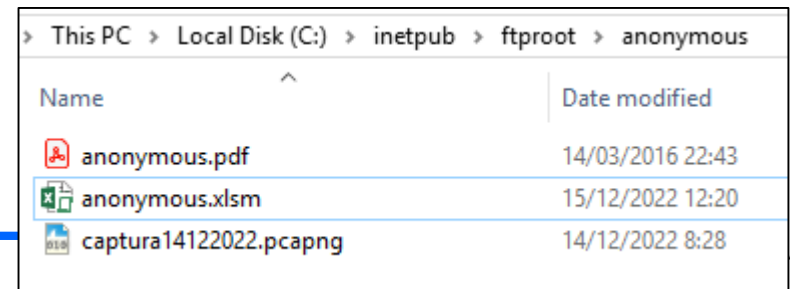 > This PC > Local Disk (C:) > inetpub > ftproot > anonymous
Name Date modified
anonymous.pdf 14/03/2016 22:43
anonymous.xlsm 15/12/2022 12:20
captura14122022.pcapng 14/12/2022 8:28